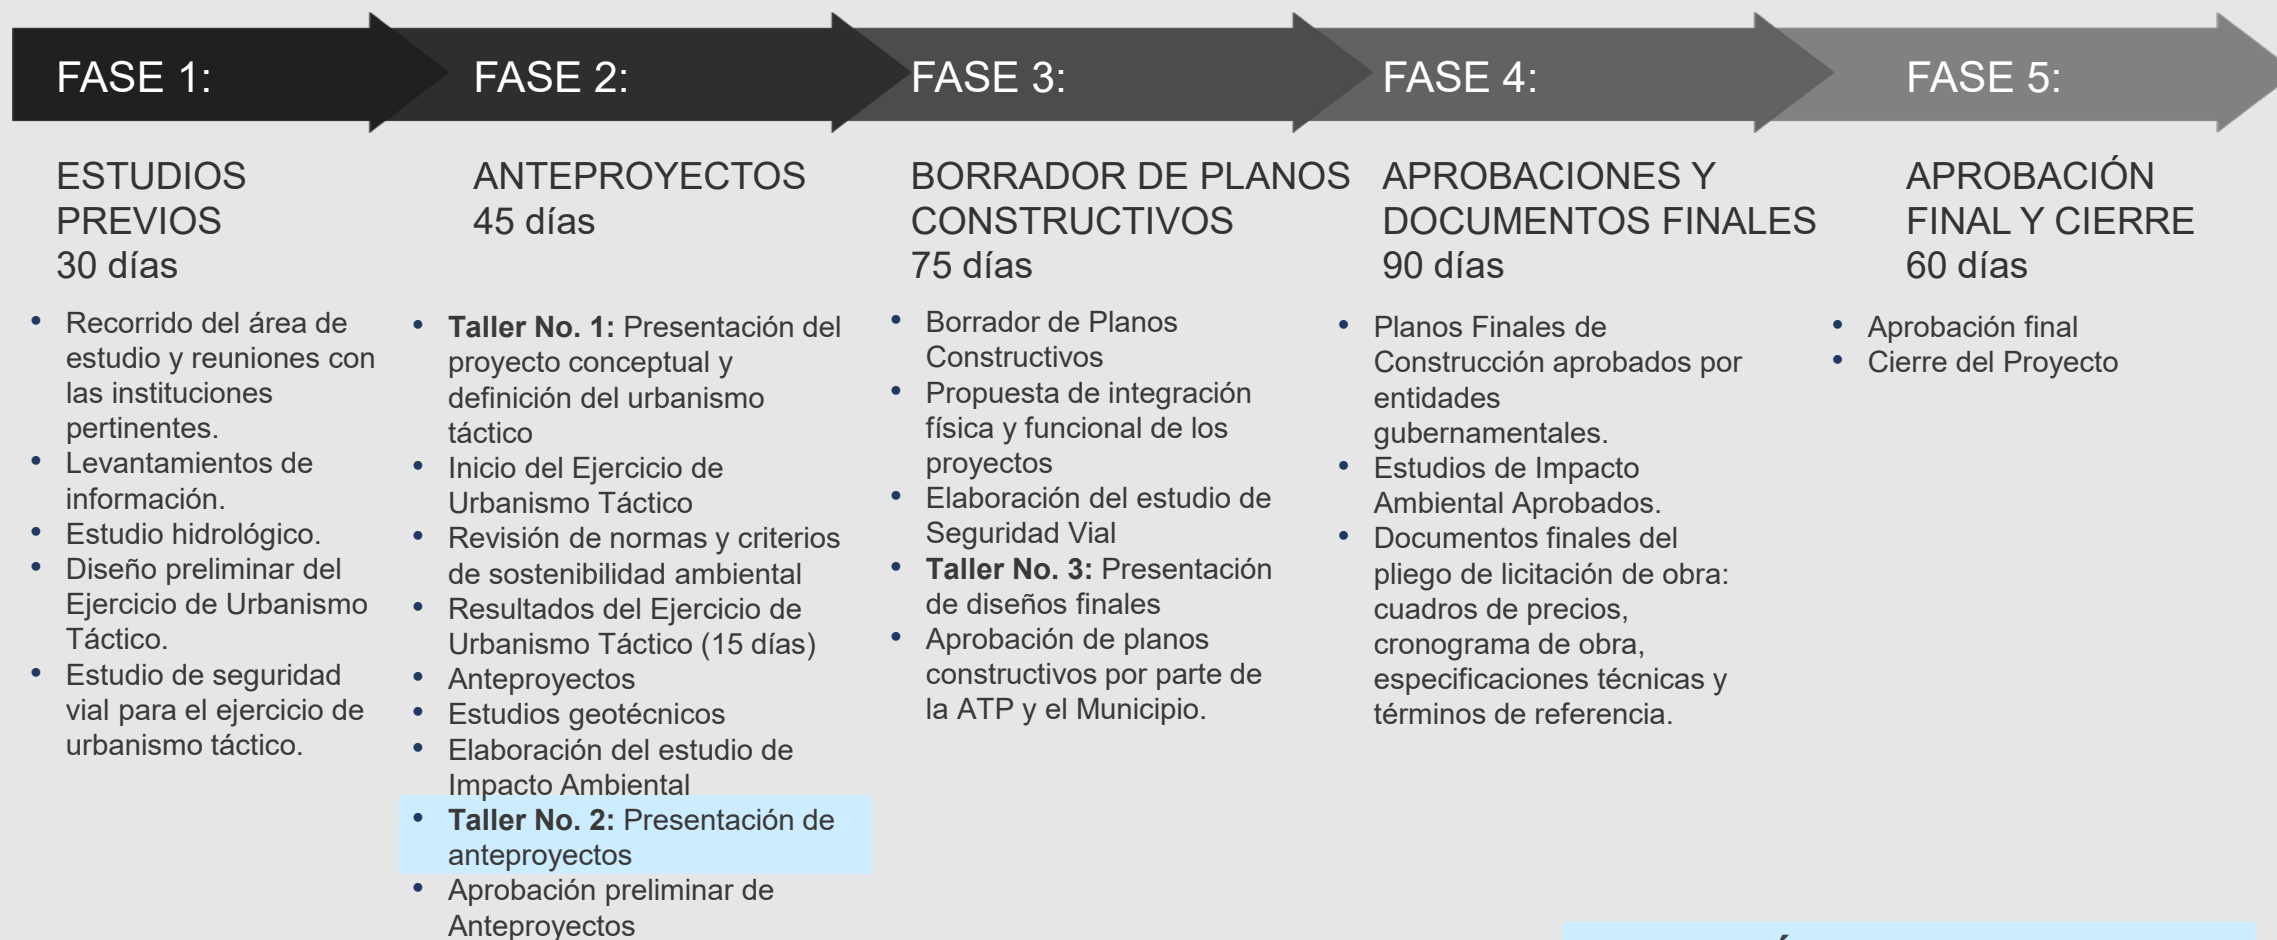 FASE 1:
FASE 2:
FASE 3:
FASE 4:
FASE 5:
ESTUDIOS
PREVIOS
30 días
• Recorrido del área de
estudio y reuniones con
las instituciones
pertinentes.
• Levantamientos de
información.
• Estudio hidrológico.
• Diseño preliminar del
Ejercicio de Urbanismo
Táctico.
• Estudio de seguridad
vial para el ejercicio de
urbanismo táctico.
ANTEPROYECTOS
45 días
• Taller No. 1: Presentación del
proyecto conceptual y
definición del urbanismo
táctico
• Inicio del Ejercicio de
Urbanismo Táctico
• Revisión de normas y criterios
de sostenibilidad ambiental
• Resultados del Ejercicio de
Urbanismo Táctico (15 días)
• Anteproyectos
• Estudios geotécnicos
• Elaboración del estudio de
Impacto Ambiental
• Taller No. 2: Presentación de
anteproyectos
• Aprobación preliminar de
Anteproyectos
BORRADOR DE PLANOS
CONSTRUCTIVOS
75 días
• Borrador de Planos
Constructivos
• Propuesta de integración
física y funcional de los
proyectos
• Elaboración del estudio de
Seguridad Vial
• Taller No. 3: Presentación
de diseños finales
• Aprobación de planos
constructivos por parte de
la ATP y el Municipio.
APROBACIONES Y
DOCUMENTOS FINALES
90 días
• Planos Finales de
Construcción aprobados por
entidades
gubernamentales.
• Estudios de Impacto
Ambiental Aprobados.
• Documentos finales del
pliego de licitación de obra:
cuadros de precios,
cronograma de obra,
especificaciones técnicas y
términos de referencia.
APROBACIÓN
FINAL Y CIERRE
60 días
• Aprobación final
• Cierre del Proyecto